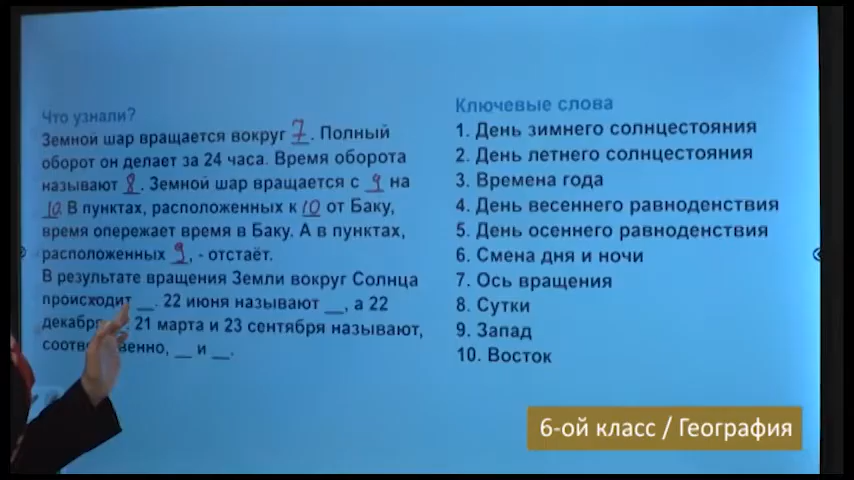 Что узнали?
Земной шар вращается вокруг 7. Полный
оборот он делает за 24 часа. Время оборота
называют 8. Земной шар вращается с 9 на
10. В пунктах, расположенных к 10 от Баку,
время опережает время в Баку. А в пунктах,
расположенных 9, - отстаёт.
В результате вращения Земли вокруг Солнца
происходит __. 22 июня называют __, а 22
декабря 21 марта и 23 сентября называют,
__ и __.
Ключевые слова
1. День зимнего солнцестояния
2. День летнего солнцестояния
3. Времена года
4. День весеннего равноденствия
5. День осеннего равноденствия
6. Смена дня и ночи
7. Ось вращения
8. Сутки
9. Запад
10. Восток
6-ой класс / География